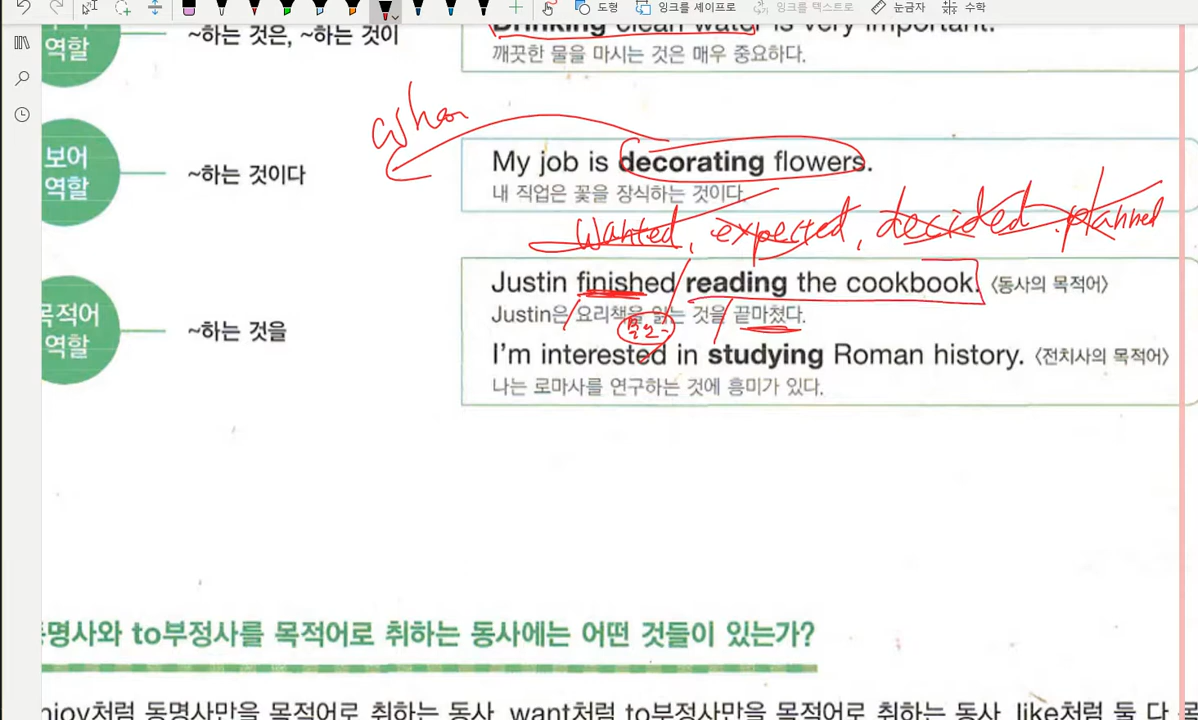 도형 잉크를 셰이프로 잉크를 텍스트로 눈금자 수학
역할 ~하는 것은, ~하는 것이
Drinking clean water is very important.
깨끗한 물을 마시는 것은 매우 중요하다.
보어
역할
~하는 것이다
My job is decorating flowers.
내 직업은 꽃을 장식하는 것이다.
wanted, expected, decided, planned
목적어
역할
~하는 것을
Justin finished reading the cookbook. 〈동사의 목적어〉
Justin은 요리책을 읽는 것을 끝마쳤다.
I'm interested in studying Roman history. 〈전치사의 목적어〉
나는 로마사를 연구하는 것에 흥미가 있다.
동명사와 to부정사를 목적어로 취하는 동사에는 어떤 것들이 있는가?
njoy처럼 동명사만을 목적어로 취하는 동사, want처럼 to부정사만을 목적어로 취하는 동사, like처럼 둘 다